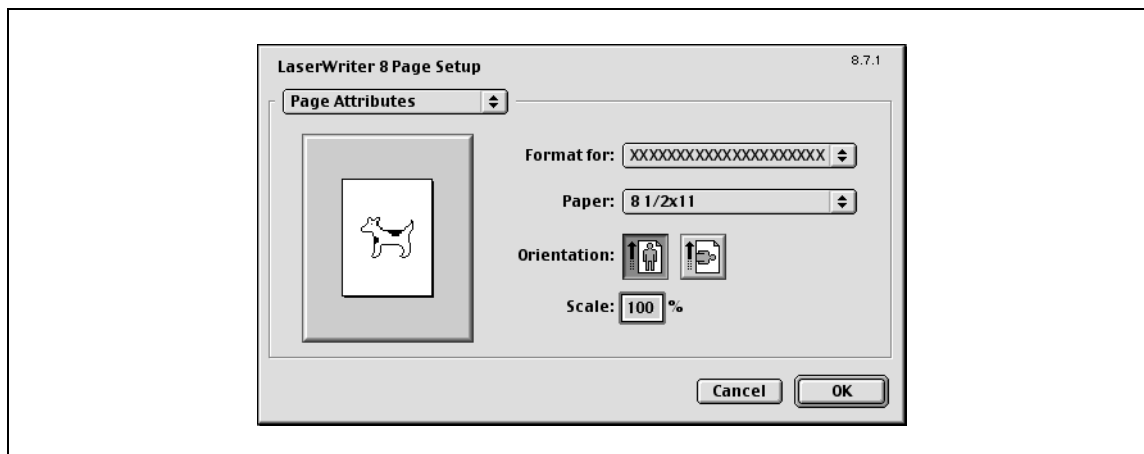 LaserWriter 8 Page Setup 8.7.1
Page Attributes
Format for: XXXXXXXXXXXXXXXXXXXXX
Paper: 8 1/2x11
Orientation:
Scale: 100 %
Cancel OK